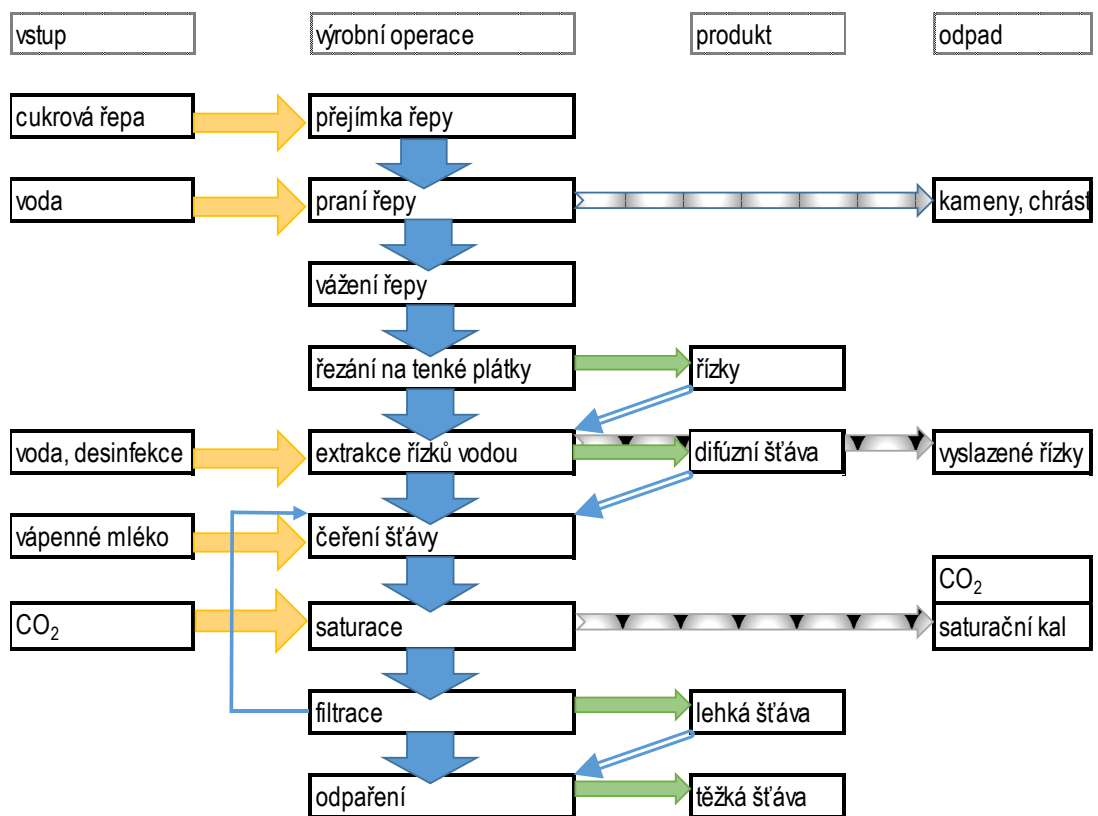 vstup
výrobní operace
produkt
odpad
cukrová řepa
přejímka řepy
voda
praní řepy
kameny, chrást
vážení řepy
řezání na tenké plátky
řízky
voda, desinfekce
extrakce řízků vodou
difúzní šťáva
vyslazené řízky
vápenné mléko
čeření šťávy
CO₂
CO₂
saturace
saturační kal
filtrace
lehká šťáva
odpaření
těžká šťáva